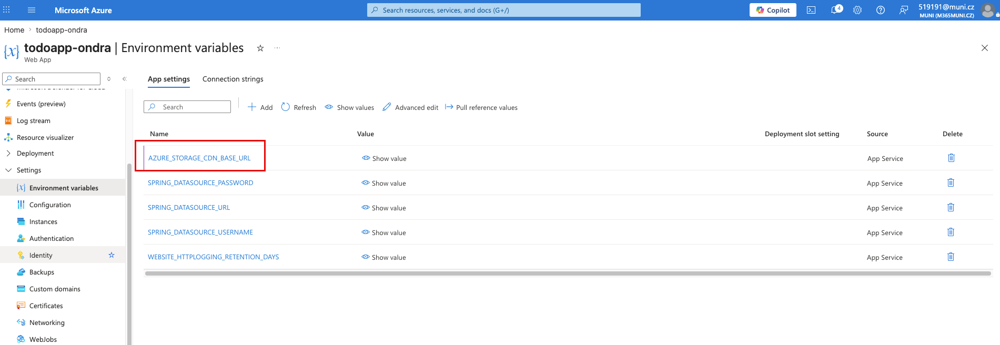 Microsoft Azure
Search resources, services, and docs (G+/)
Copilot
4
519191@muni.cz
MUNI (M365MUNI.CZ)
Home > todoapp-ondra
todoapp-ondra | Environment variables
Web App
Search
App settings
Connection strings
Microsoft Defender for Cloud
Events (preview)
Log stream
Resource visualizer
Deployment
Settings
Environment variables
Configuration
Instances
Authentication
Identity
Backups
Custom domains
Certificates
Networking
WebJobs
Search
Add
Refresh
Show values
Advanced edit
Pull reference values
Name Value Deployment slot setting Source Delete
AZURE_STORAGE_CDN_BASE_URL Show value App Service
SPRING_DATASOURCE_PASSWORD Show value App Service
SPRING_DATASOURCE_URL Show value App Service
SPRING_DATASOURCE_USERNAME Show value App Service
WEBSITE_HTTPLOGGING_RETENTION_DAYS Show value App Service